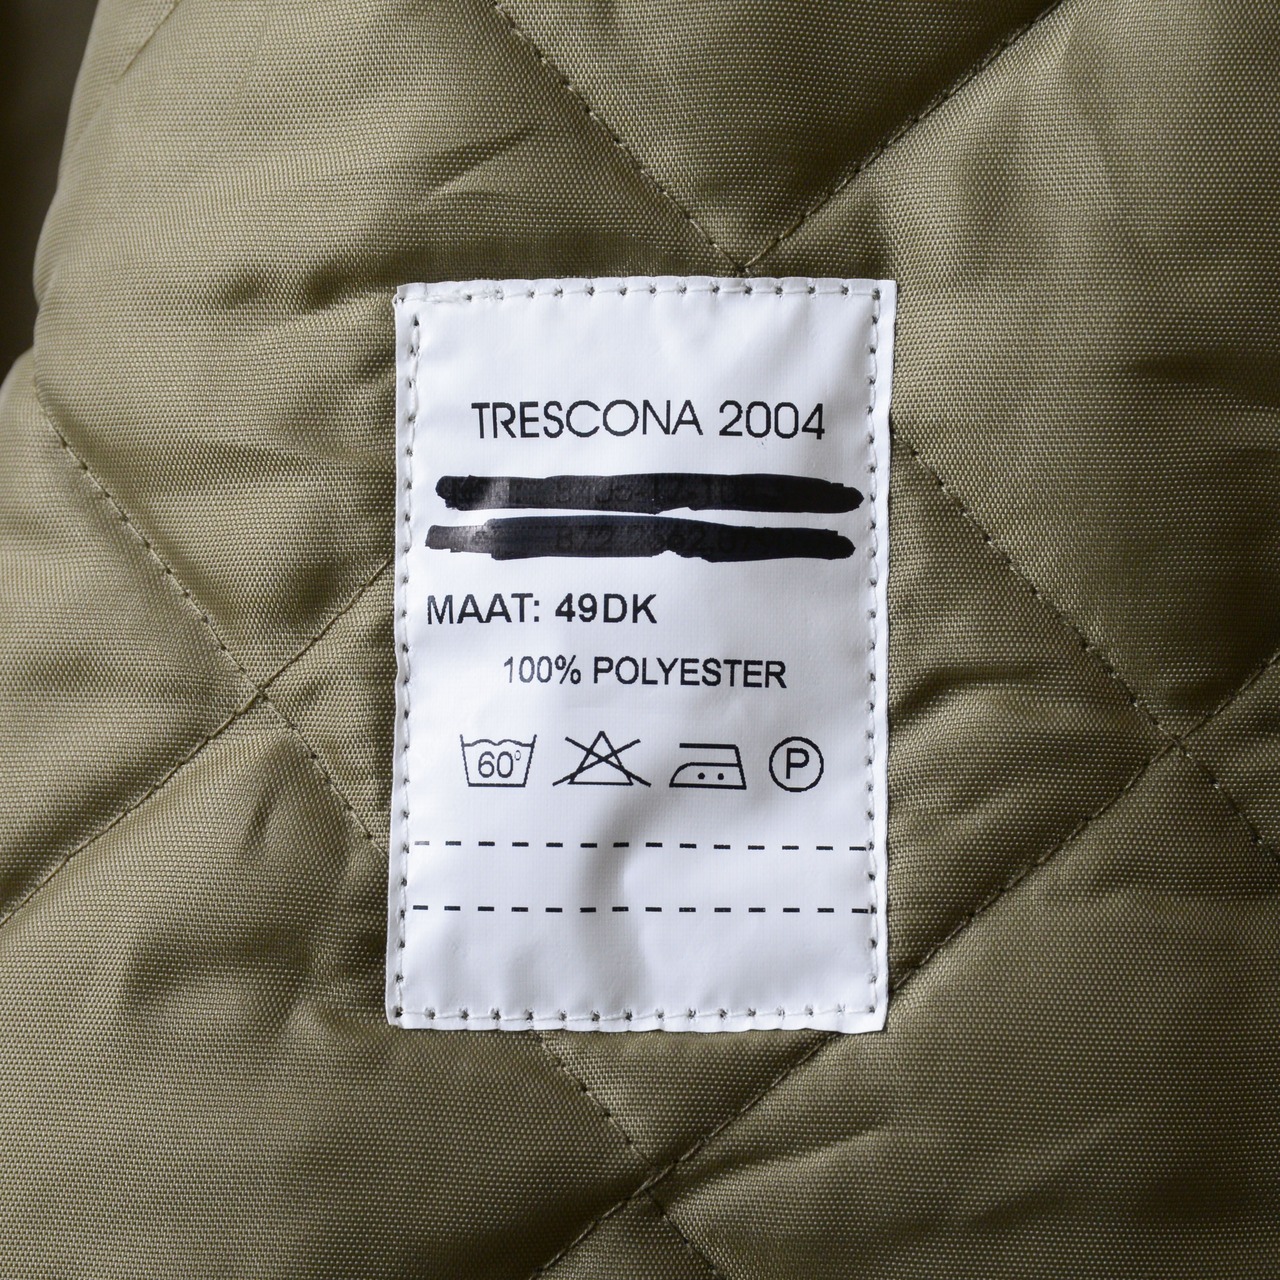 TRESCONA 2004
MAAT: 49DK
100% POLYESTER
60° P